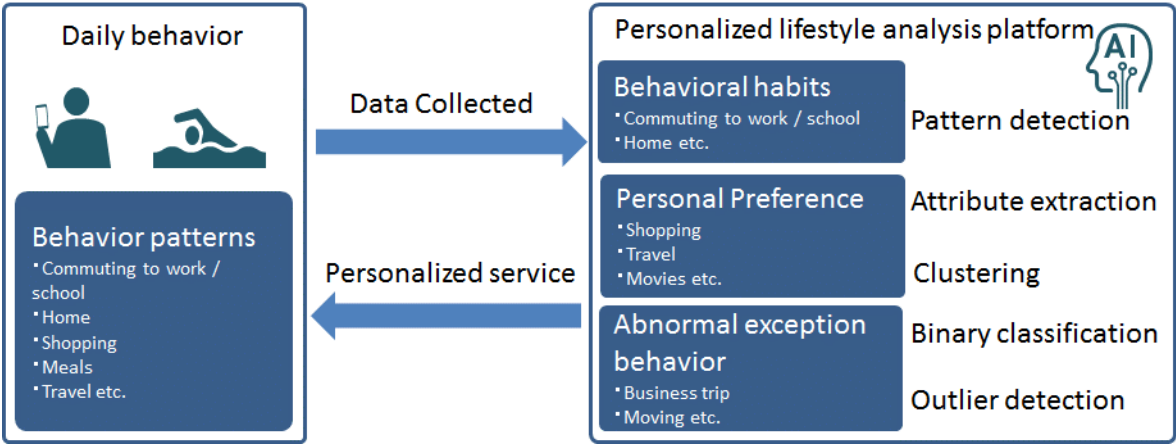 Daily behavior
Behavior patterns
▪Commuting to work /
school
▪Home
▪Shopping
▪Meals
▪Travel etc.
Data Collected
Personalized service
Personalized lifestyle analysis platform
AI
Behavioral habits
▪Commuting to work / school
▪Home etc.
Pattern detection
Personal Preference
▪Shopping
▪Travel
▪Movies etc.
Attribute extraction
Clustering
Abnormal exception
behavior
▪Business trip
▪Moving etc.
Binary classification
Outlier detection